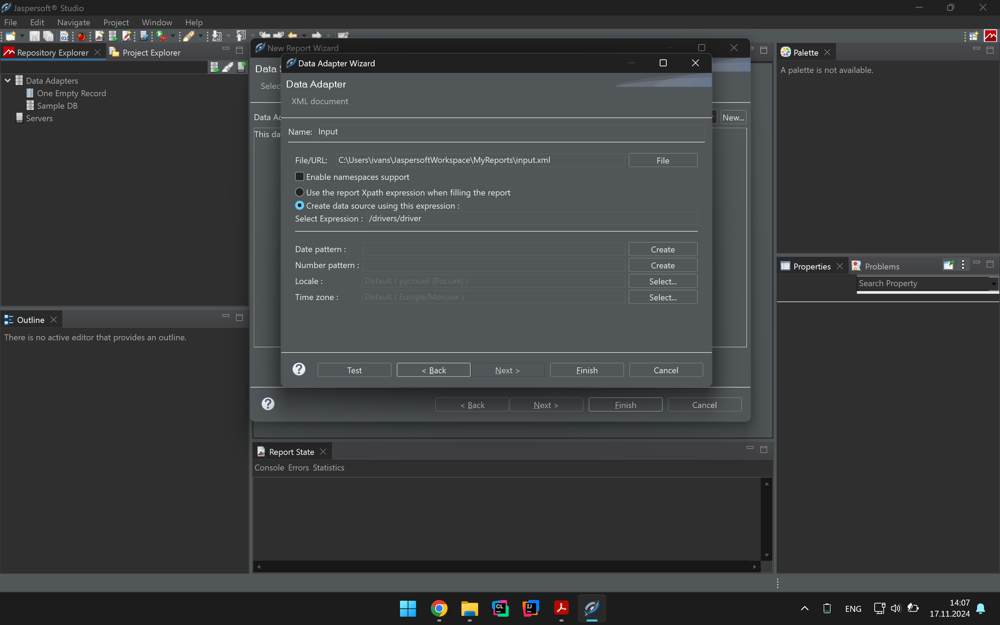 Jaspersoft® Studio
File Edit Navigate Project Window Help
Repository Explorer
Project Explorer
Data Adapters
One Empty Record
Sample DB
Servers
Outline
There is no active editor that provides an outline.
New Report Wizard
Data
Selec
Data Ad
New...
This da
Data Adapter Wizard
Data Adapter
XML document
Name: Input
File/URL: C:\Users\ivans\JaspersoftWorkspace\MyReports\input.xml File
Enable namespaces support
Use the report Xpath expression when filling the report
Create data source using this expression :
Select Expression : /drivers/driver
Date pattern : Create
Number pattern : Create
Locale : Default ( русский (Россия) ) Select...
Time zone : Default ( Europe/Moscow ) Select...
Test < Back Next > Finish Cancel
< Back Next > Finish Cancel
Report State
Console Errors Statistics
Palette
A palette is not available.
Properties
Problems
Search Property
CL
IJ
ENG
14:07
17.11.2024